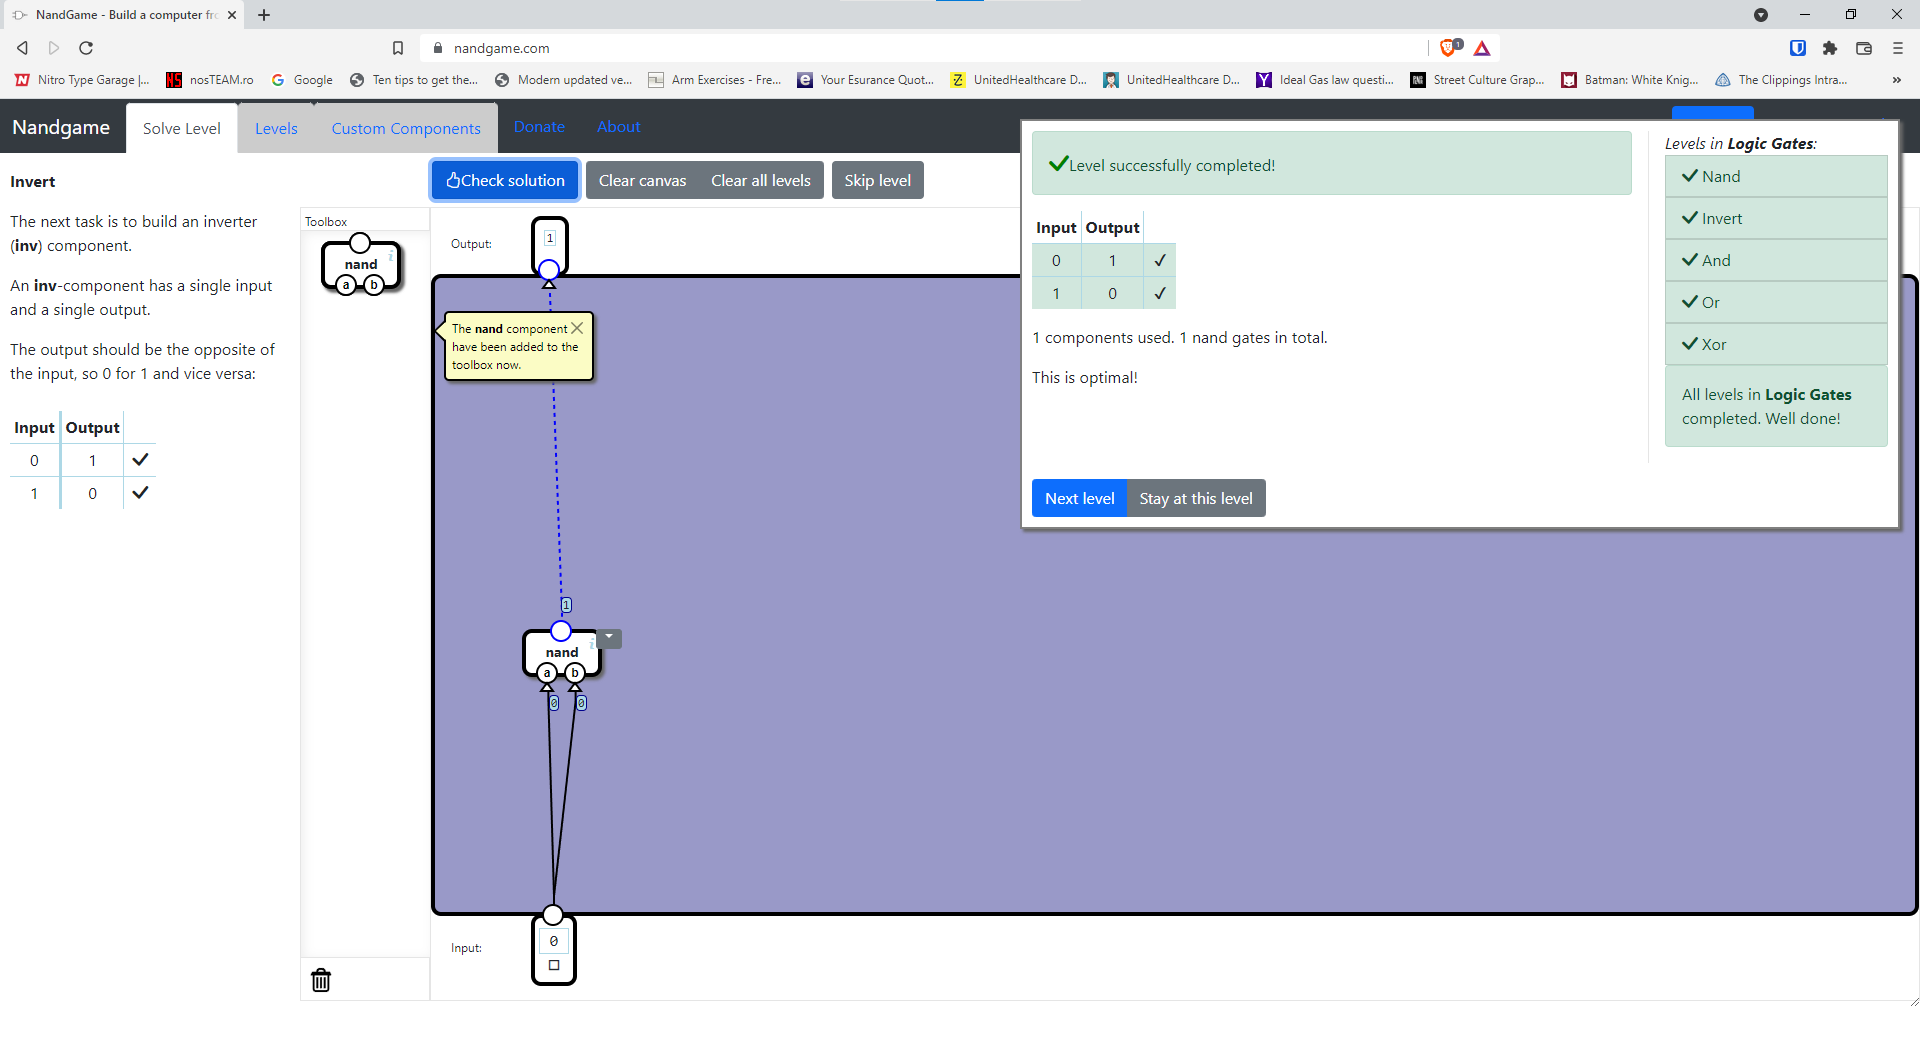 NandGame - Build a computer fr
nandgame.com
1
Nitro Type Garage |...
nosTEAM.ro
Google
Ten tips to get the...
Modern updated ve...
Arm Exercises - Fre...
Your Esurance Quot...
UnitedHealthcare D...
UnitedHealthcare D...
Ideal Gas law questi...
Street Culture Grap...
Batman: White Knig...
The Clippings Intra...
»
Nandgame
Solve Level
Levels
Custom Components
Donate
About
Invert
The next task is to build an inverter
(inv) component.
An inv-component has a single input
and a single output.
The output should be the opposite of
the input, so 0 for 1 and vice versa:
Input Output
0 1
1 0
Check solution
Clear canvas
Clear all levels
Skip level
Toolbox
nand
i
a b
Output:
1
The nand component
have been added to the
toolbox now.
1
nand
i
a b
0 0
Input:
0
Level successfully completed!
Input Output
0 1
1 0
1 components used. 1 nand gates in total.
This is optimal!
Next level
Stay at this level
Levels in Logic Gates:
Nand
Invert
And
Or
Xor
All levels in Logic Gates
completed. Well done!